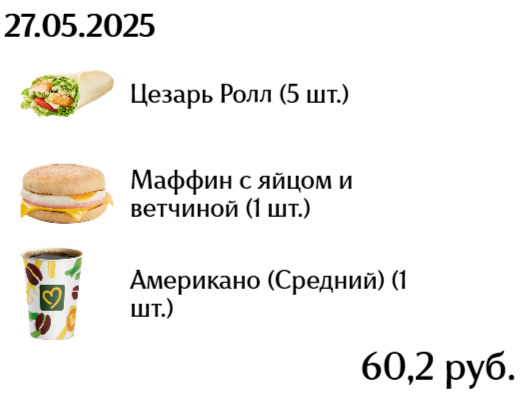 27.05.2025
Цезарь Ролл (5 шт.)
Маффин с яйцом и
ветчиной (1 шт.)
Американо (Средний) (1
шт.)
60,2 руб.